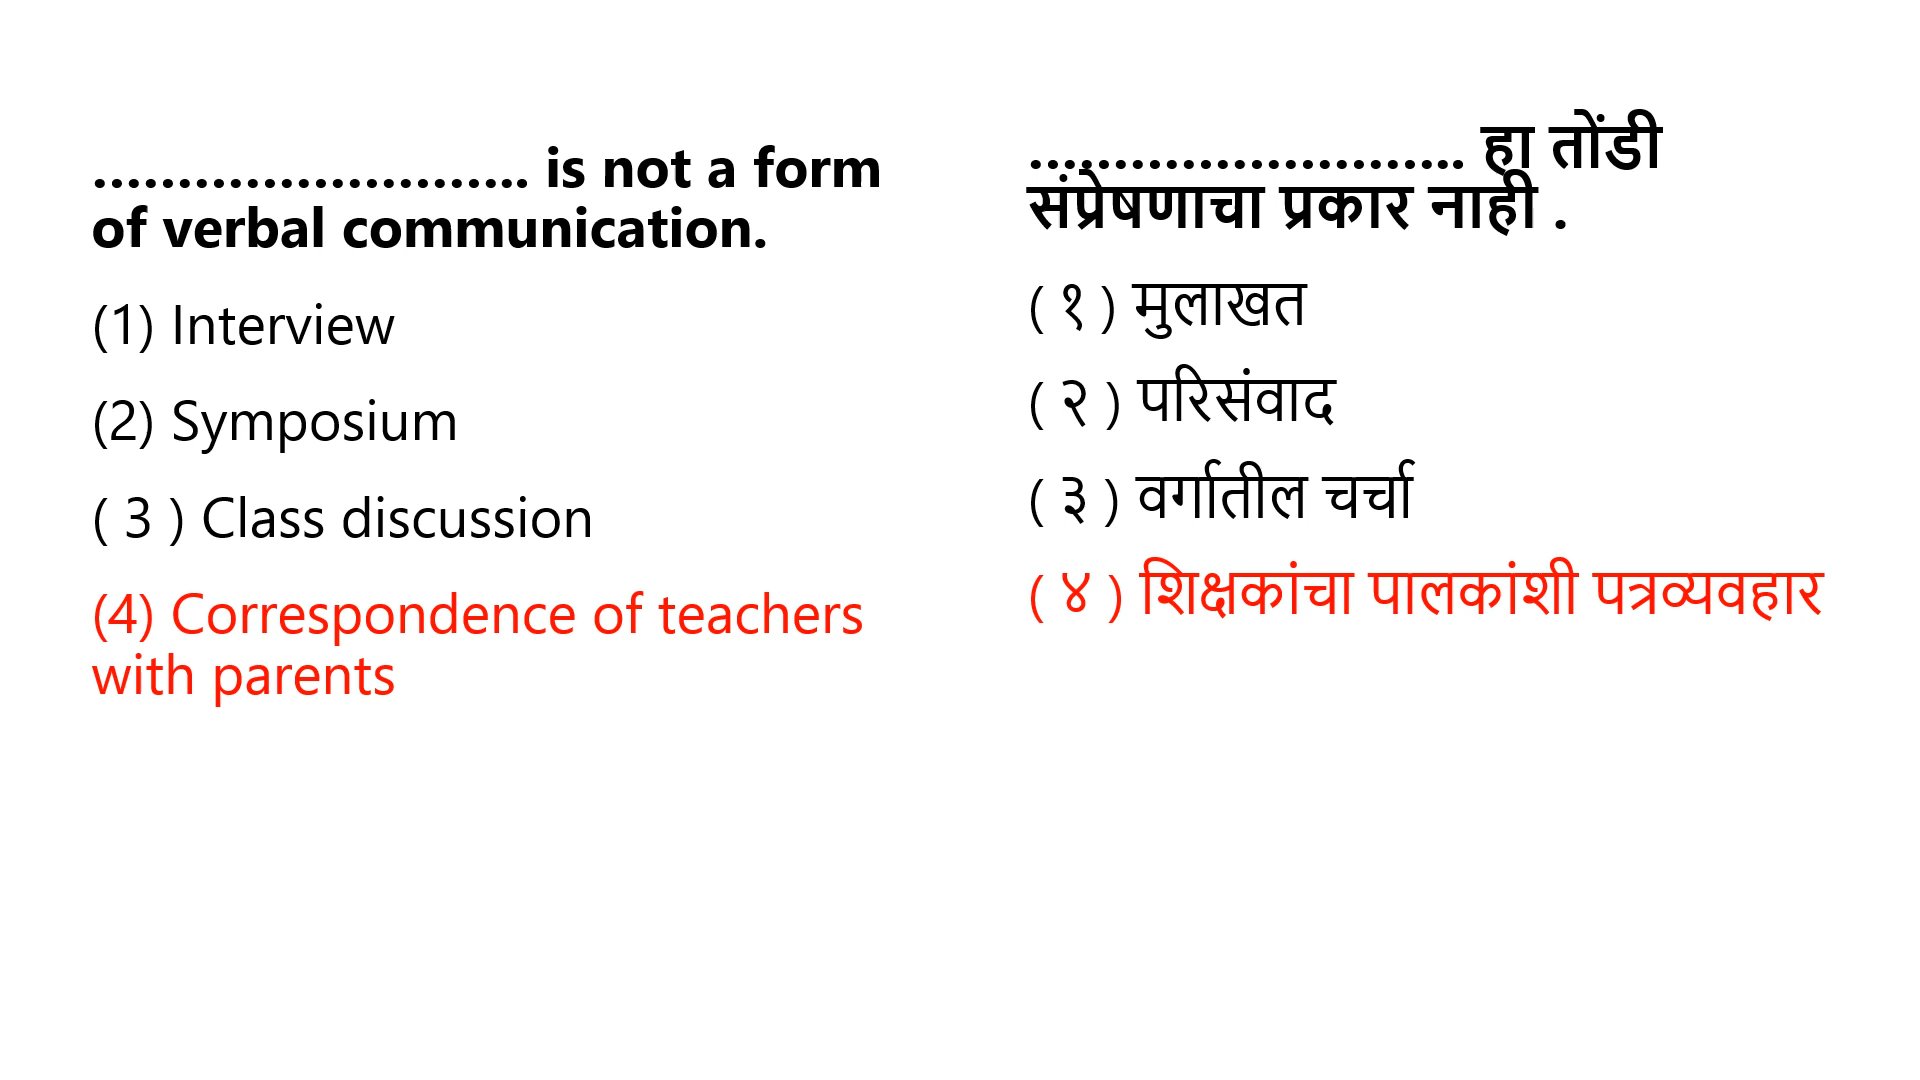 .......................... is not a form
of verbal communication.
(1) Interview
(2) Symposium
( 3 ) Class discussion
(4) Correspondence of teachers
with parents
.......................... हा तोंडी
संप्रेषणाचा प्रकार नाही .
( १ ) मुलाखत
( २ ) परिसंवाद
( ३ ) वर्गातील चर्चा
( ४ ) शिक्षकांचा पालकांशी पत्रव्यवहार